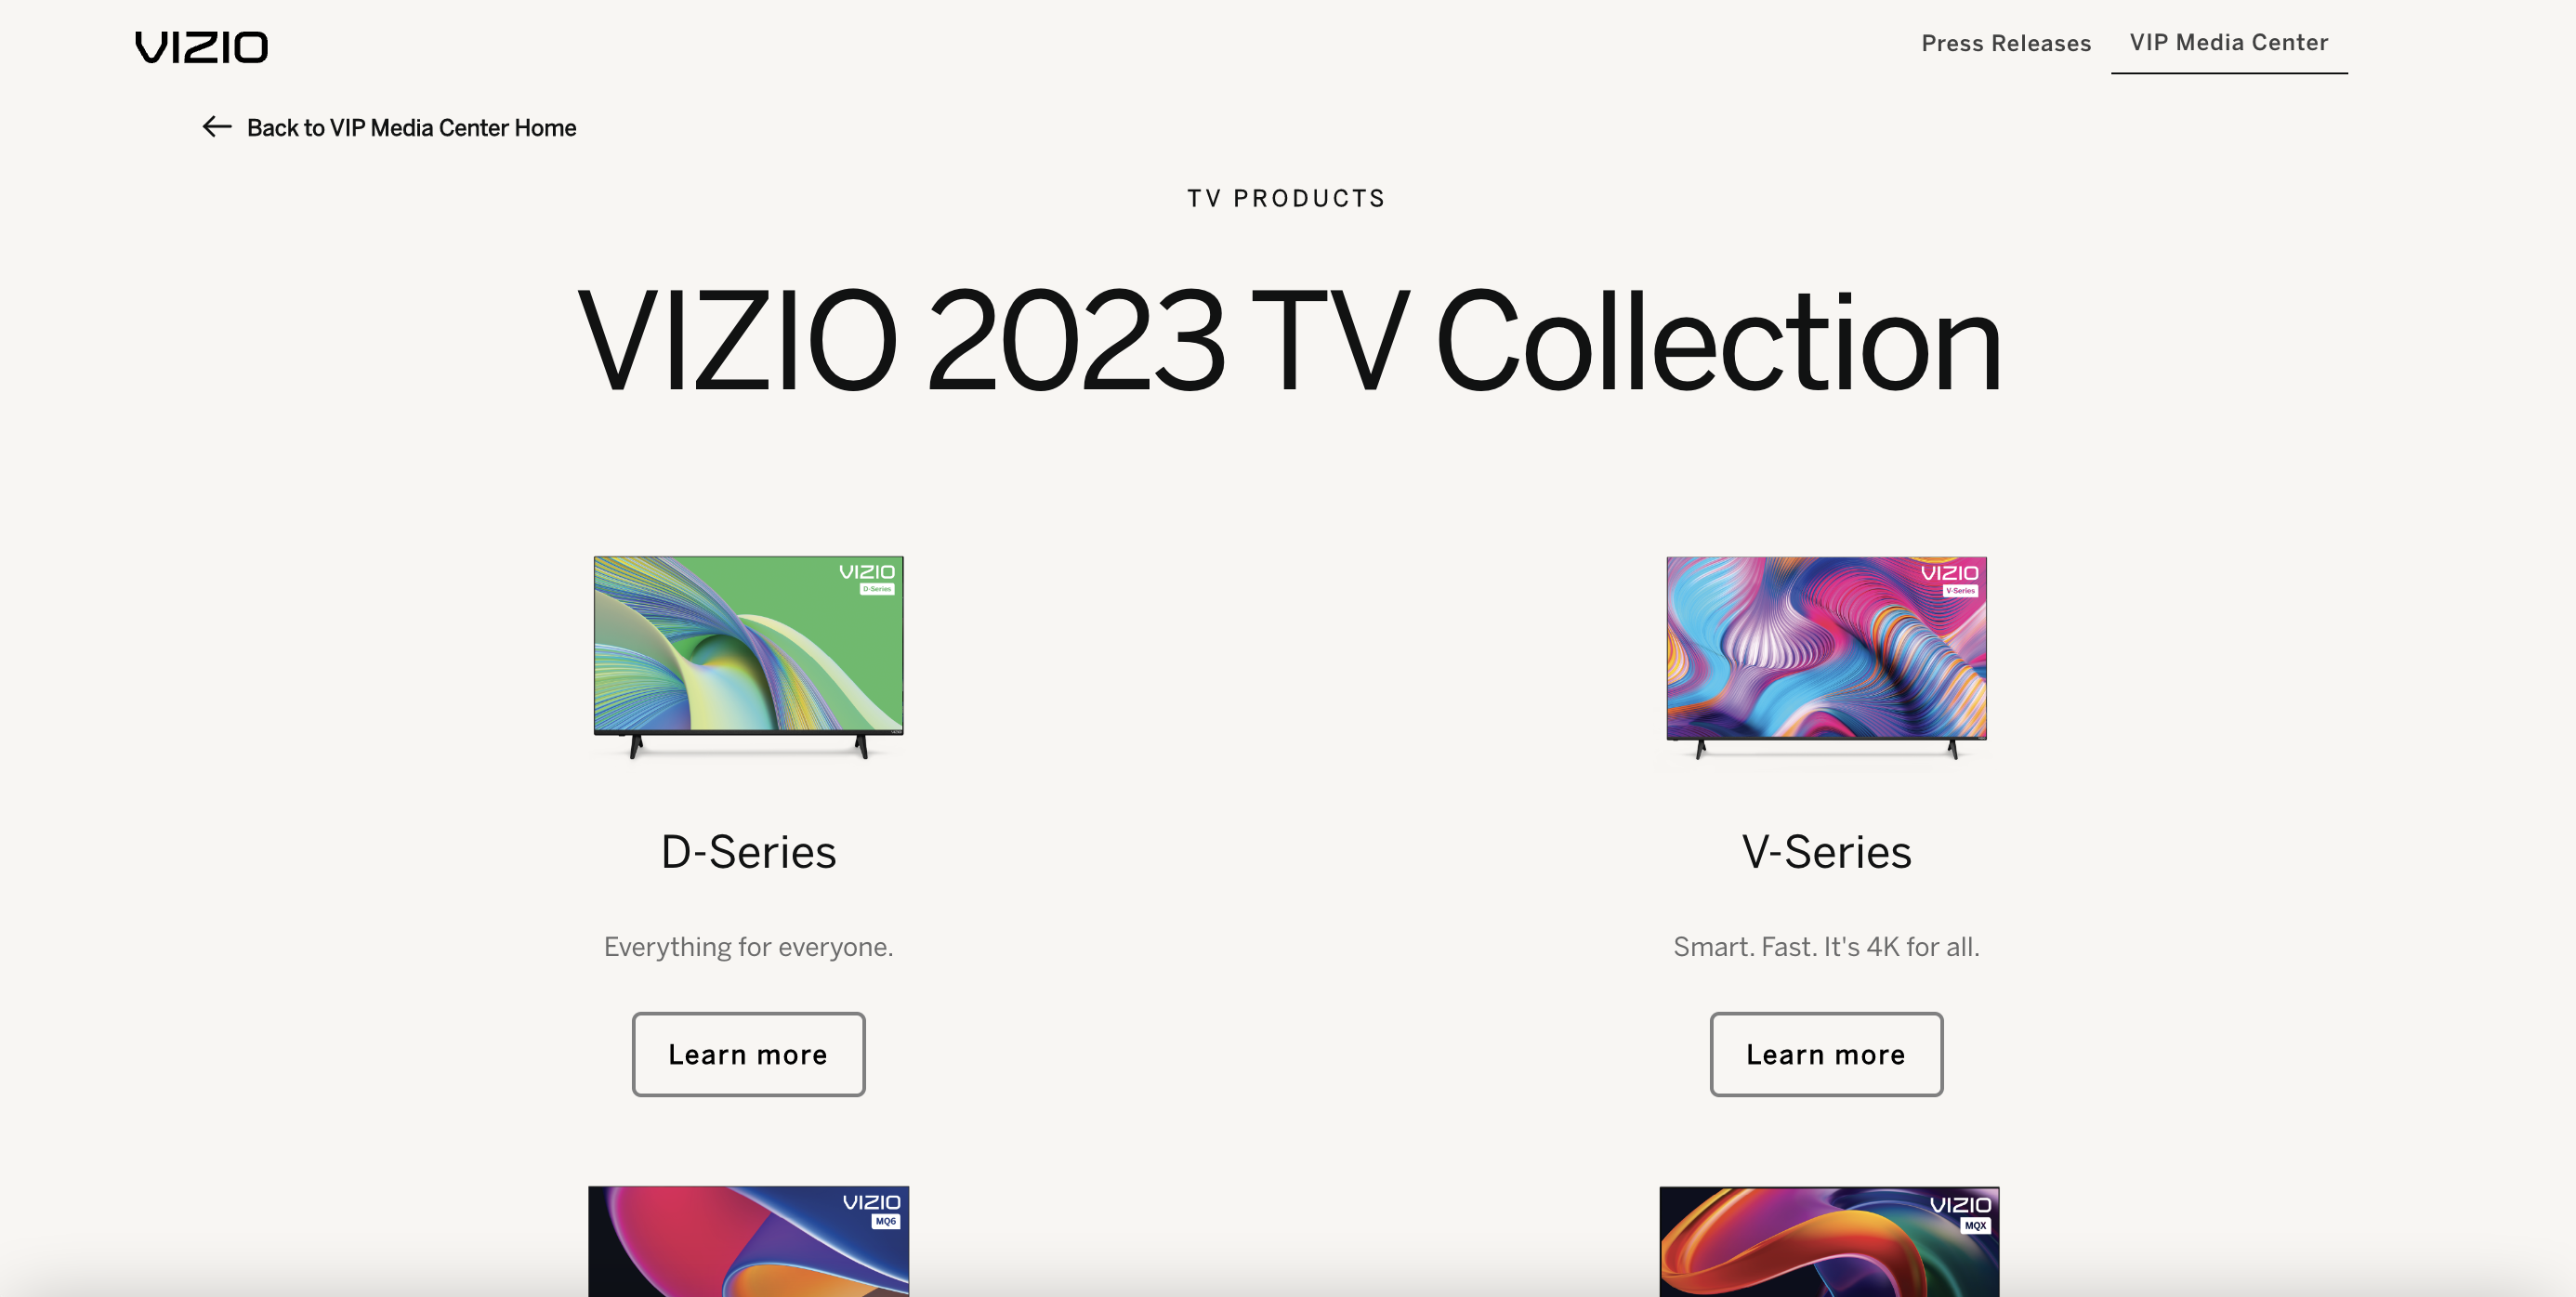 VIZIO
Press Releases
VIP Media Center
Back to VIP Media Center Home
TV PRODUCTS
VIZIO 2023 TV Collection
VIZIO
D-Series
VIZIO
V-Series
D-Series
V-Series
Everything for everyone.
Smart. Fast. It's 4K for all.
Learn more
Learn more
VIZIO
MQ6
VIZIO
MQX